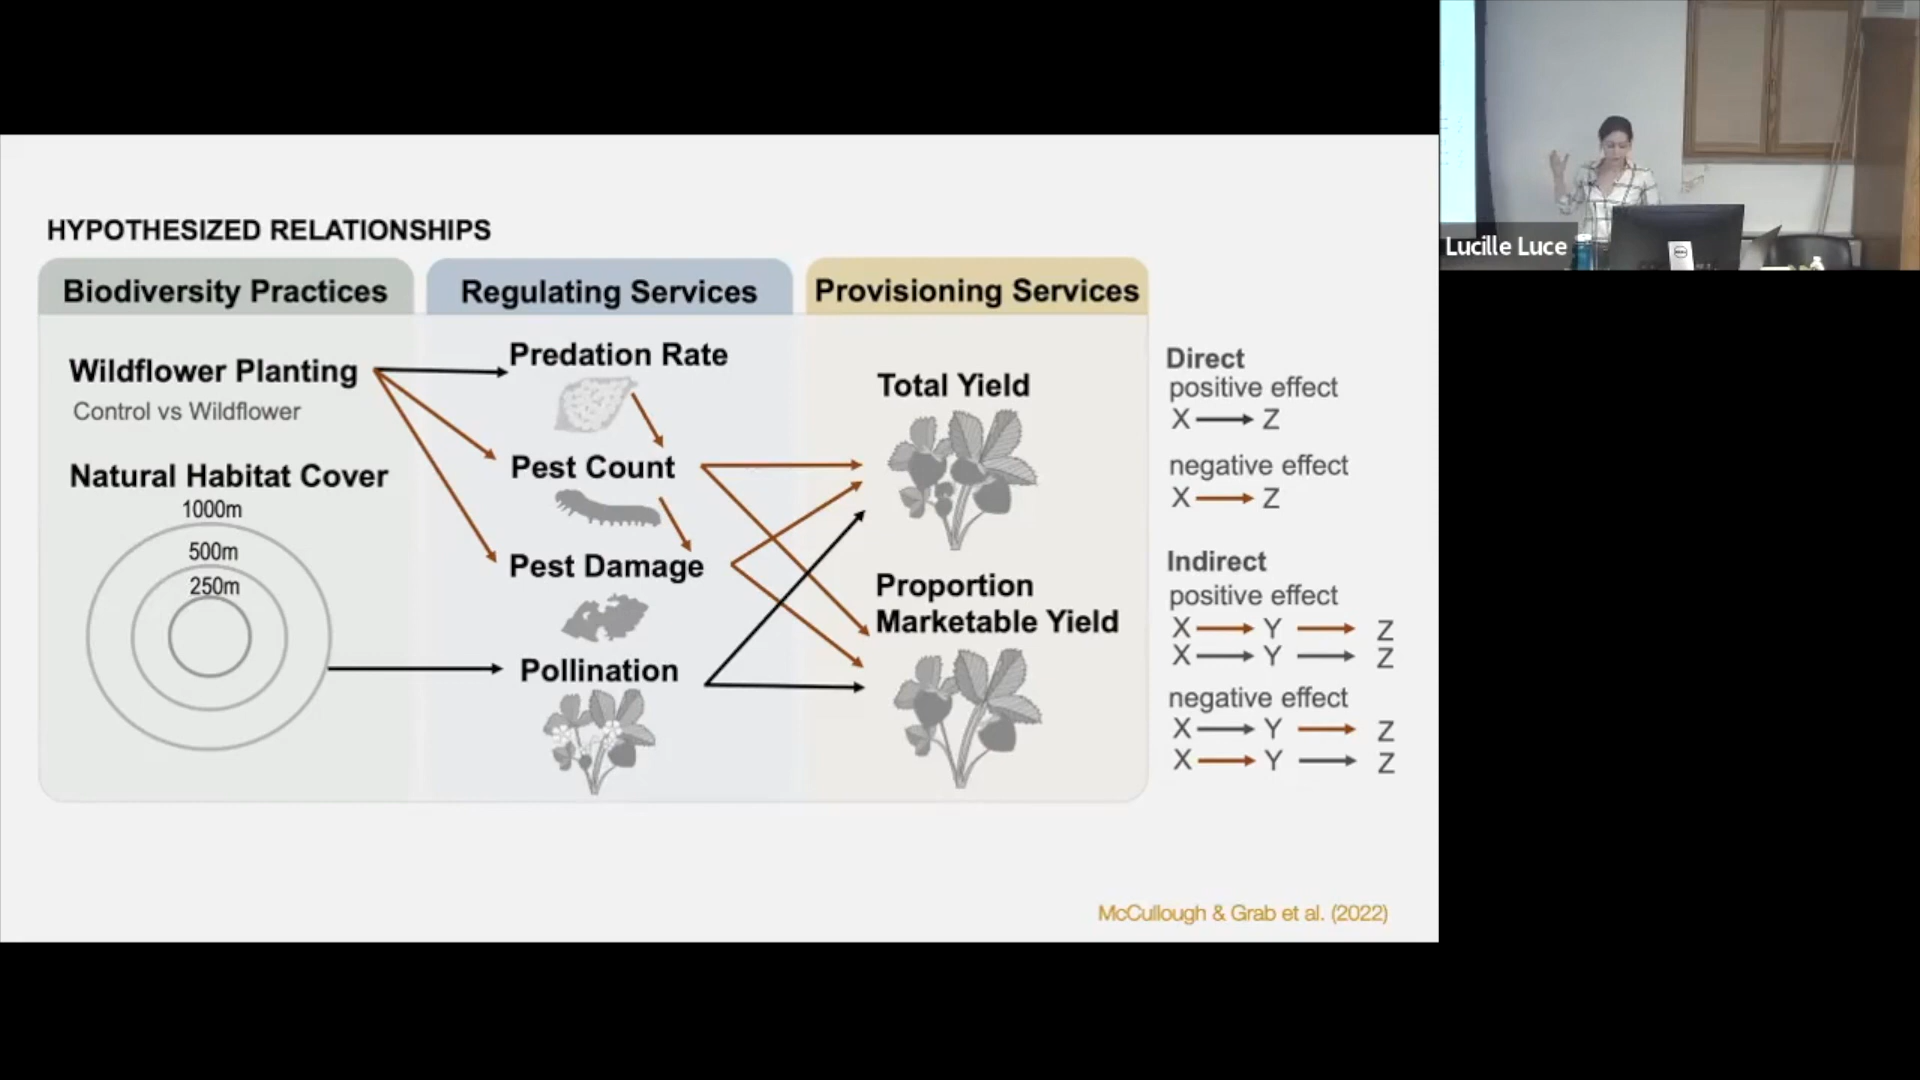 HYPOTHESIZED RELATIONSHIPS
Biodiversity Practices
Regulating Services
Provisioning Services
Wildflower Planting
Control vs Wildflower
Natural Habitat Cover
1000m
500m
250m
Predation Rate
Pest Count
Pest Damage
Pollination
Total Yield
Proportion
Marketable Yield
Direct
positive effect
X Z
negative effect
X Z
Indirect
positive effect
X Y Z
X Y Z
negative effect
X Y Z
X Y Z
McCullough & Grab et al. (2022)
Lucille Luce